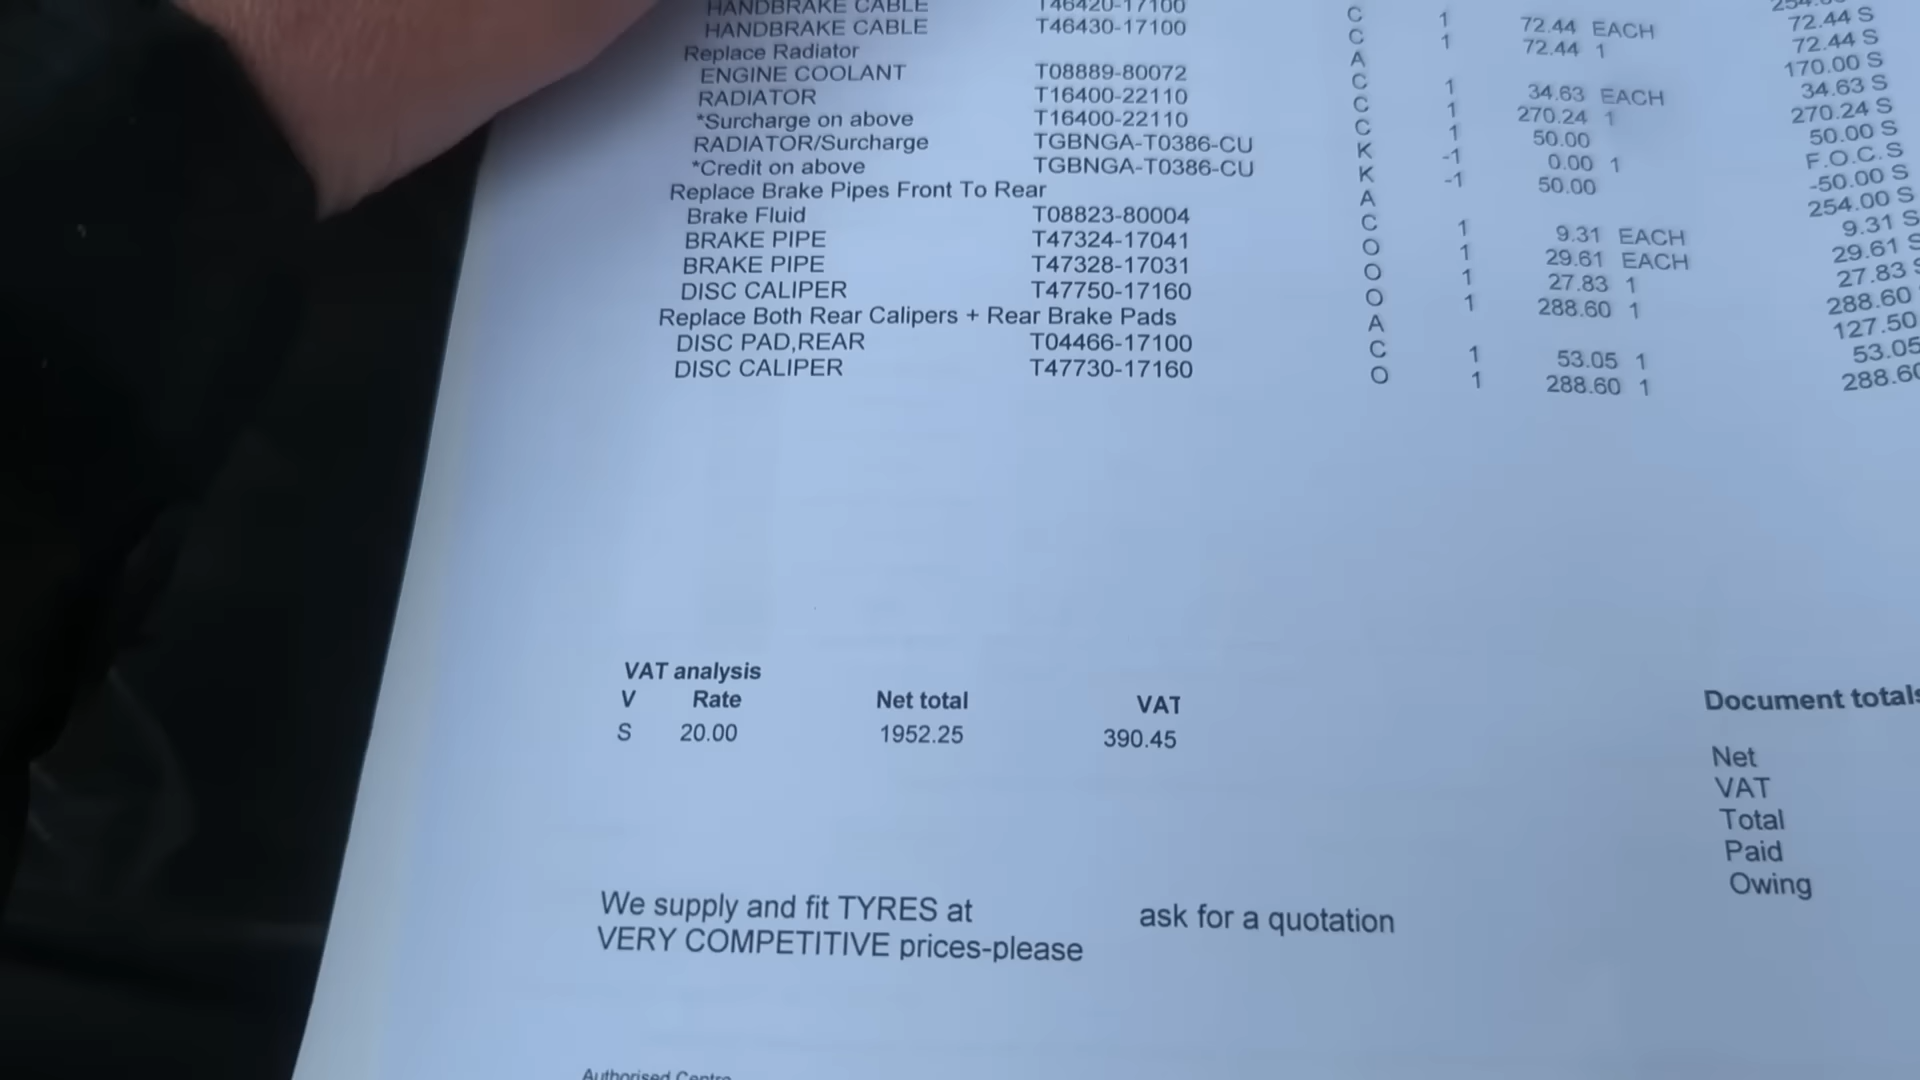 HANDBRAKE CABLE T46420-17100 C 1 72.44 EACH 72.44 S
HANDBRAKE CABLE T46430-17100 C 1 72.44 1 72.44 S
Replace Radiator A 170.00 S
ENGINE COOLANT T08889-80072 C 1 34.63 EACH 34.63 S
RADIATOR T16400-22110 C 1 270.24 1 270.24 S
*Surcharge on above T16400-22110 C 1 50.00 50.00 S
RADIATOR/Surcharge TGBNGA-T0386-CU K -1 0.00 1 F.O.C.S
*Credit on above TGBNGA-T0386-CU K -1 50.00 -50.00 S
Replace Brake Pipes Front To Rear A 254.00 S
Brake Fluid T08823-80004 C 1 9.31 EACH 9.31 S
BRAKE PIPE T47324-17041 O 1 29.61 EACH 29.61 S
BRAKE PIPE T47328-17031 O 1 27.83 1 27.83 S
DISC CALIPER T47750-17160 O 1 288.60 1 288.60
Replace Both Rear Calipers + Rear Brake Pads A 127.50
DISC PAD,REAR T04466-17100 C 1 53.05 1 53.05
DISC CALIPER T47730-17160 O 1 288.60 1 288.60
VAT analysis
V Rate Net total VAT
S 20.00 1952.25 390.45
Document totals
Net
VAT
Total
Paid
Owing
We supply and fit TYRES at ask for a quotation
VERY COMPETITIVE prices-please
Authorised Centre